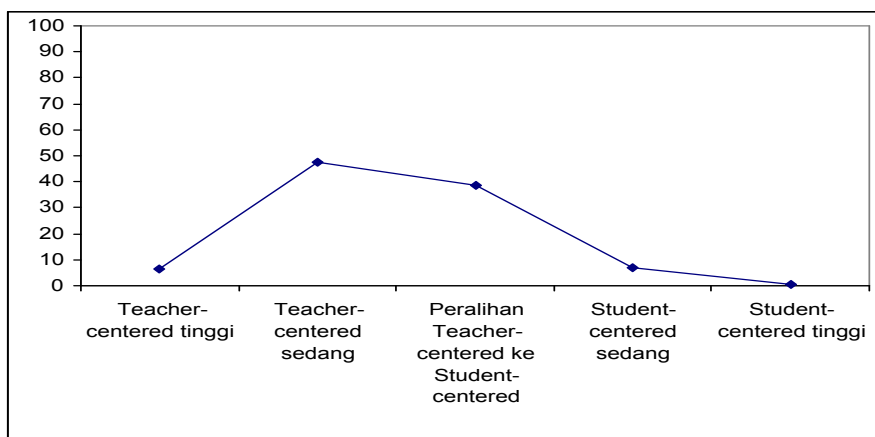 100
90
80
70
60
50
40
30
20
10
0
Teacher-
centered tinggi
Teacher-
centered
sedang
Peralihan
Teacher-
centered ke
Student-
centered
Student-
centered
sedang
Student-
centered tinggi